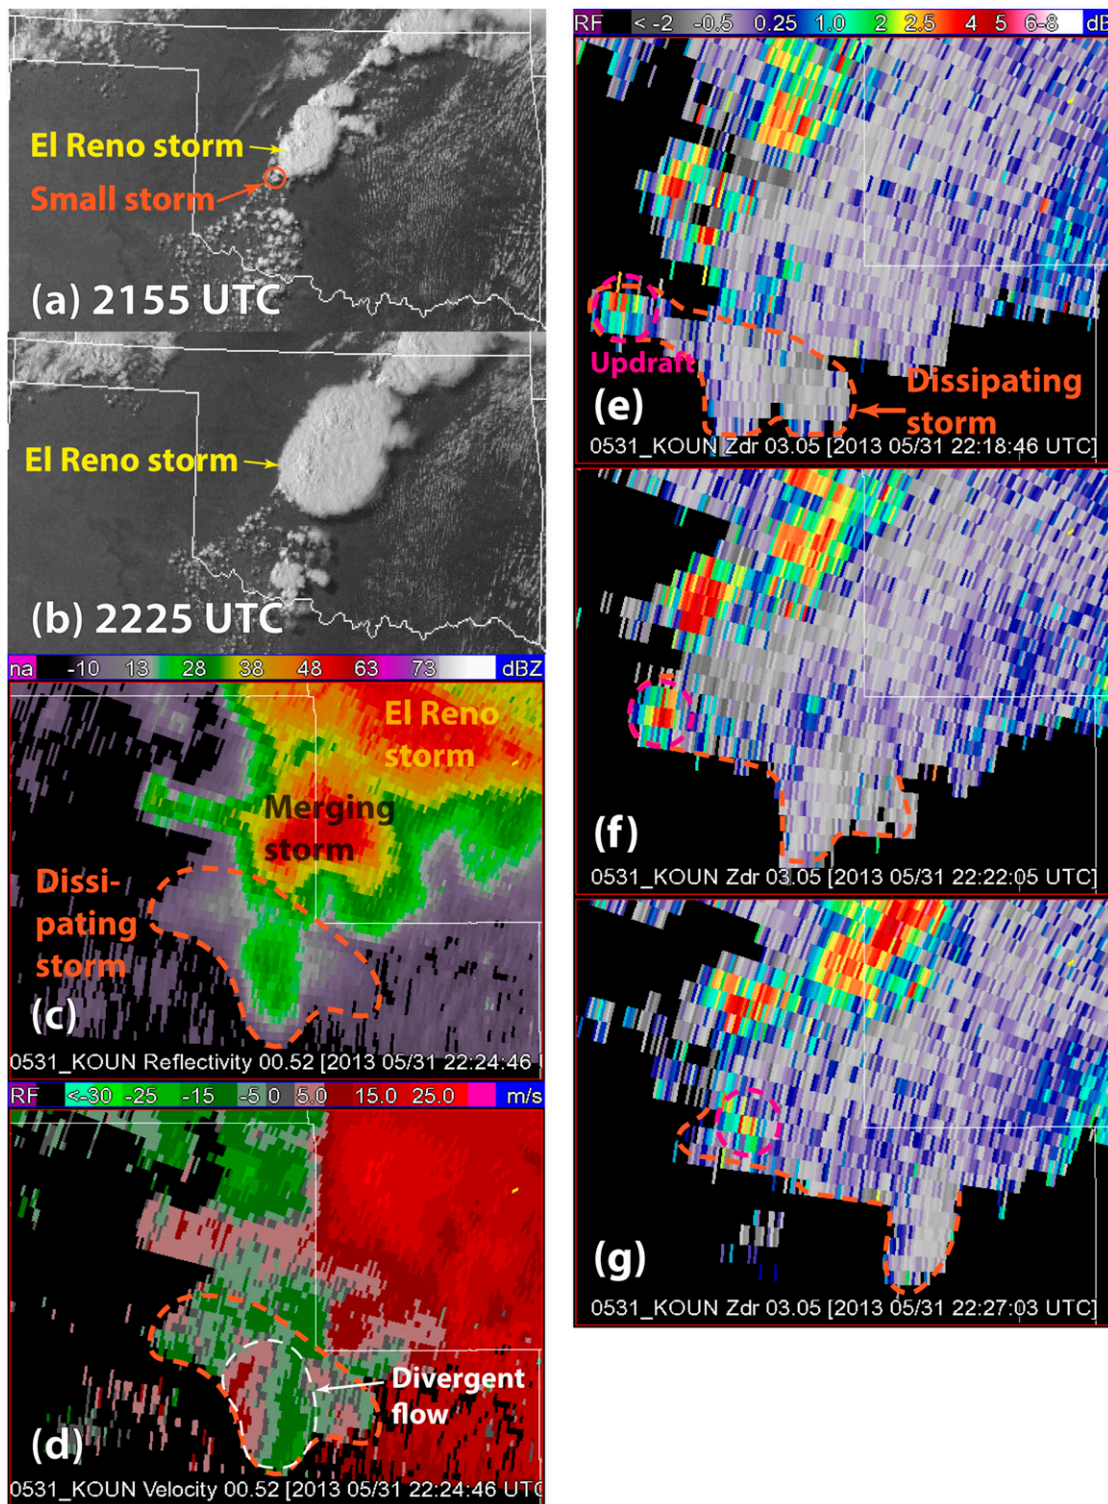 El Reno storm
Small storm
(a) 2155 UTC
El Reno storm
(b) 2225 UTC
na -10 13 28 38 48 63 73 dBZ
El Reno
storm
Merging
storm
Dissi-
pating
storm
(c)
0531_KOUN Reflectivity 00.52 [2013 05/31 22:24:46
RF <-30 -25 -15 -5 0 5.0 15.0 25.0 m/s
Divergent
flow
(d)
0531_KOUN Velocity 00.52 [2013 05/31 22:24:46 UTC
RF < -2 -0.5 0.25 1.0 2 2.5 4 5 6-8 dB
Updraft
Dissipating
storm
(e)
0531_KOUN Zdr 03.05 [2013 05/31 22:18:46 UTC]
(f)
0531_KOUN Zdr 03.05 [2013 05/31 22:22:05 UTC]
(g)
0531_KOUN Zdr 03.05 [2013 05/31 22:27:03 UTC]